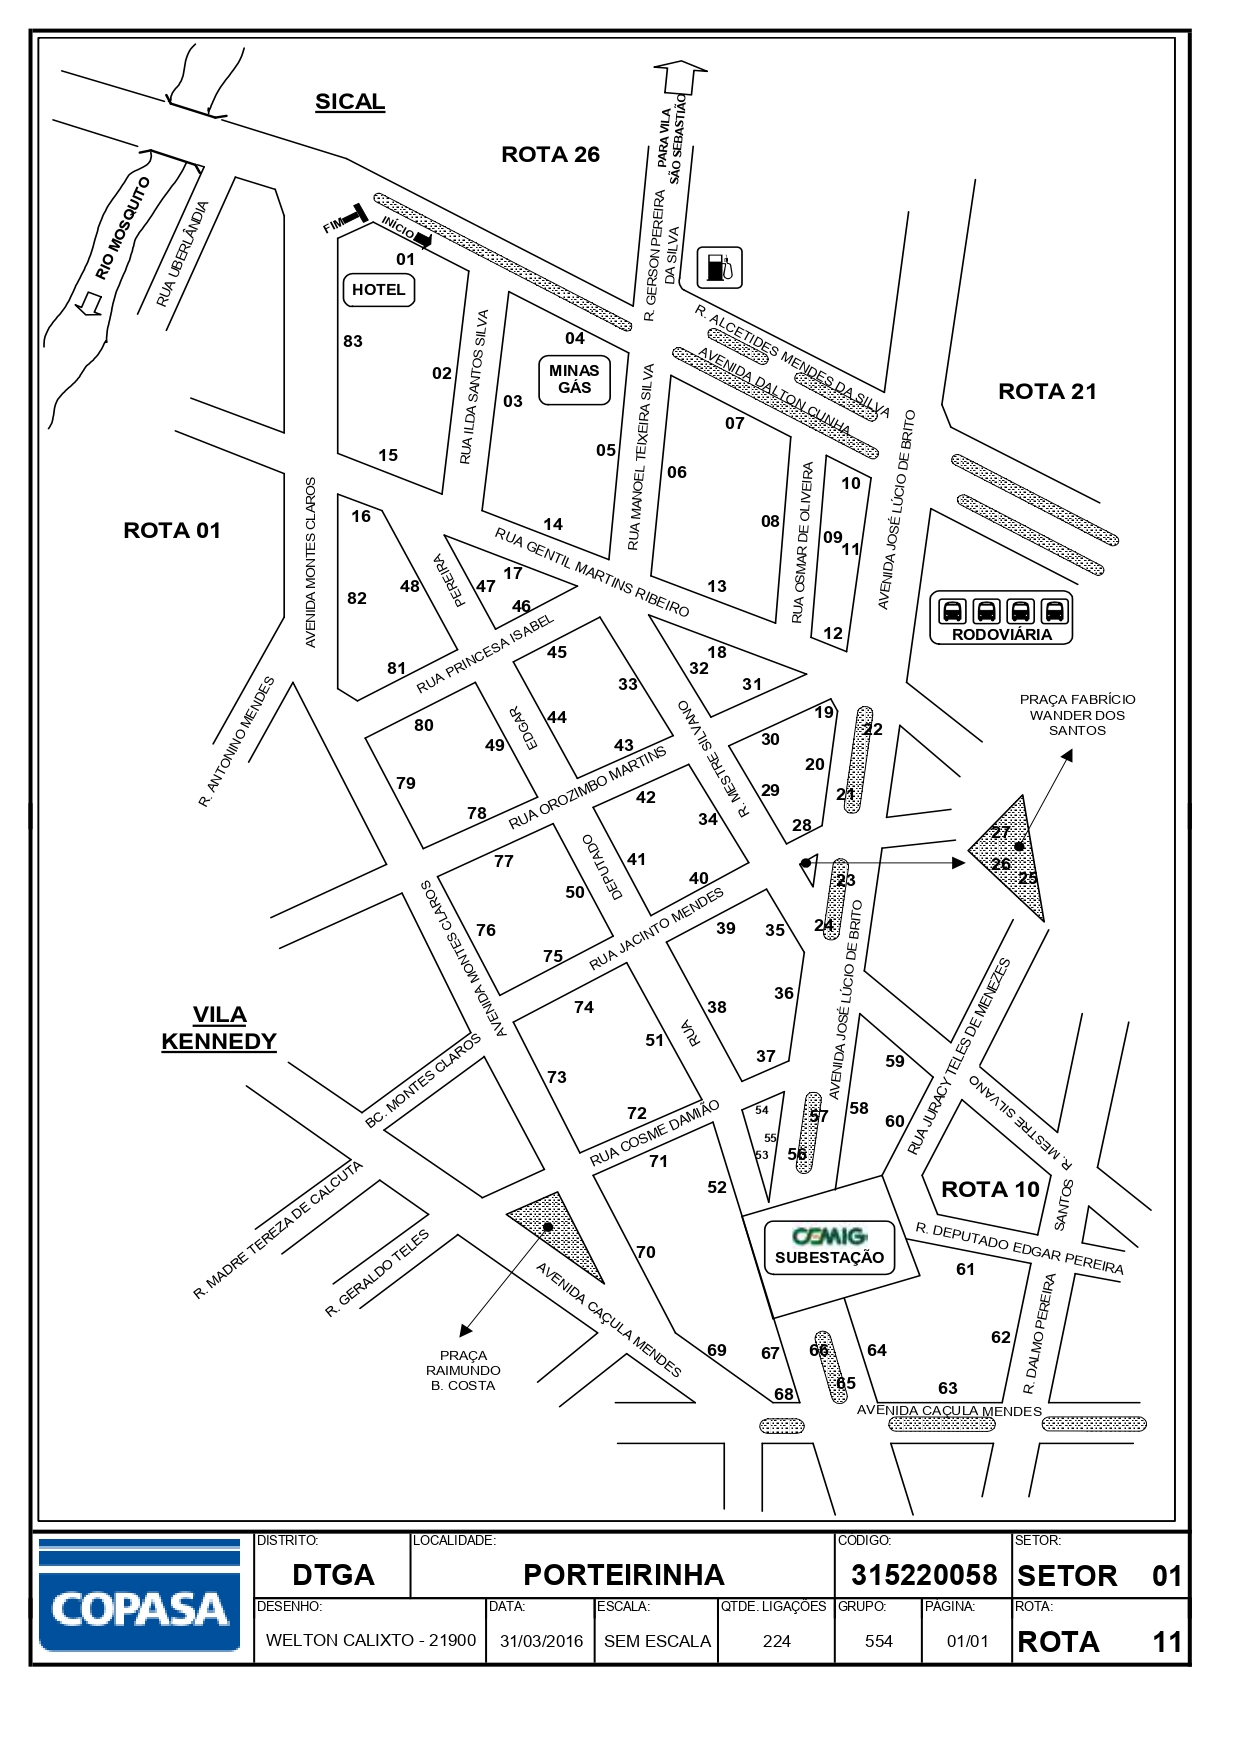 SICAL
ROTA 26
PARA VILA
SÃO SEBASTIÃO
R. GERSON PEREIRA
DA SILVA
RIO MOSQUITO
RUA UBERLÂNDIA
FIM
INÍCIO
01
HOTEL
83
02
15
RUA ILDA SANTOS SILVA
04
MINAS
GÁS
03
05
14
RUA MANOEL TEIXEIRA SILVA
R. ALCETIDES MENDES DA SILVA
AVENIDA DALTON CUNHA
ROTA 21
07
06
08
13
RUA OSMAR DE OLIVEIRA
10
09
11
12
AVENIDA JOSÉ LÚCIO DE BRITO
ROTA 01
AVENIDA MONTES CLAROS
16
82
48
81
PEREIRA
RUA GENTIL MARTINS RIBEIRO
17
47
46
RUA PRINCESA ISABEL
RODOVIÁRIA
18
32
31
45
33
44
43
R. ANTONINO MENDES
80
49
79
78
EDGAR
RUA OROZIMBO MARTINS
R. MESTRE SILVANO
19
22
30
20
29
21
28
PRAÇA FABRÍCIO
WANDER DOS
SANTOS
27
26
25
42
34
41
40
77
50
76
75
DEPUTADO
RUA JACINTO MENDES
23
24
39
35
36
38
37
AVENIDA JOSÉ LÚCIO DE BRITO
AVENIDA MONTES CLAROS
VILA
KENNEDY
74
51
73
72
RUA
BC. MONTES CLAROS
RUA COSME DAMIÃO
54
55
53
57
56
58
59
60
RUA JURACY TELES DE MENEZES
R. MESTRE SILVANO
ROTA 10
SANTOS
R. DEPUTADO EDGAR PEREIRA
R. MADRE TEREZA DE CALCUTA
R. GERALDO TELES
71
52
70
CEMIG
SUBESTAÇÃO
61
62
R. DALMO PEREIRA
AVENIDA CAÇULA MENDES
PRAÇA
RAIMUNDO
B. COSTA
69
67
66
64
65
68
63
AVENIDA CAÇULA MENDES
COPASA
DISTRITO:
DTGA
LOCALIDADE:
PORTEIRINHA
CODIGO:
315220058
SETOR:
SETOR 01
DESENHO:
WELTON CALIXTO - 21900
DATA:
31/03/2016
ESCALA:
SEM ESCALA
QTDE. LIGAÇÕES
224
GRUPO:
554
PAGINA:
01/01
ROTA:
ROTA 11